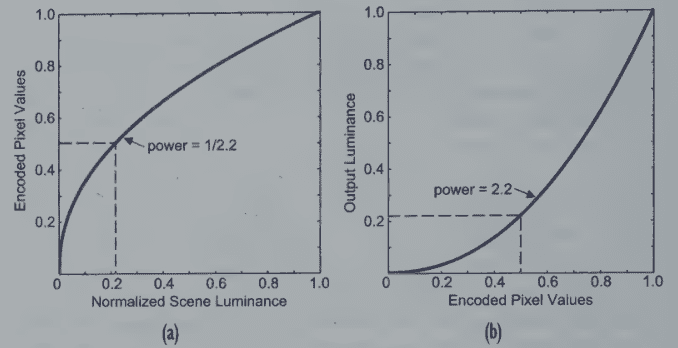 1.0
0.8
0.6
0.4
0.2
0
0.2
0.4
0.6
0.8
1.0
Encoded Pixel Values
power = 1/2.2
Normalized Scene Luminance
(a)
1.0
0.8
0.6
0.4
0.2
0
0.2
0.4
0.6
0.8
1.0
Output Luminance
power = 2.2
Encoded Pixel Values
(b)